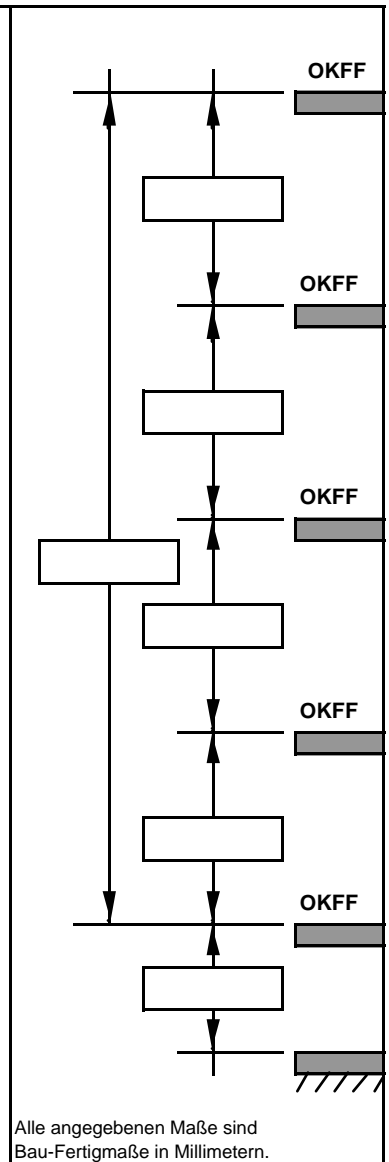 OKFF
OKFF
OKFF
OKFF
OKFF
Alle angegebenen Maße sind
Bau-Fertigmaße in Millimetern.